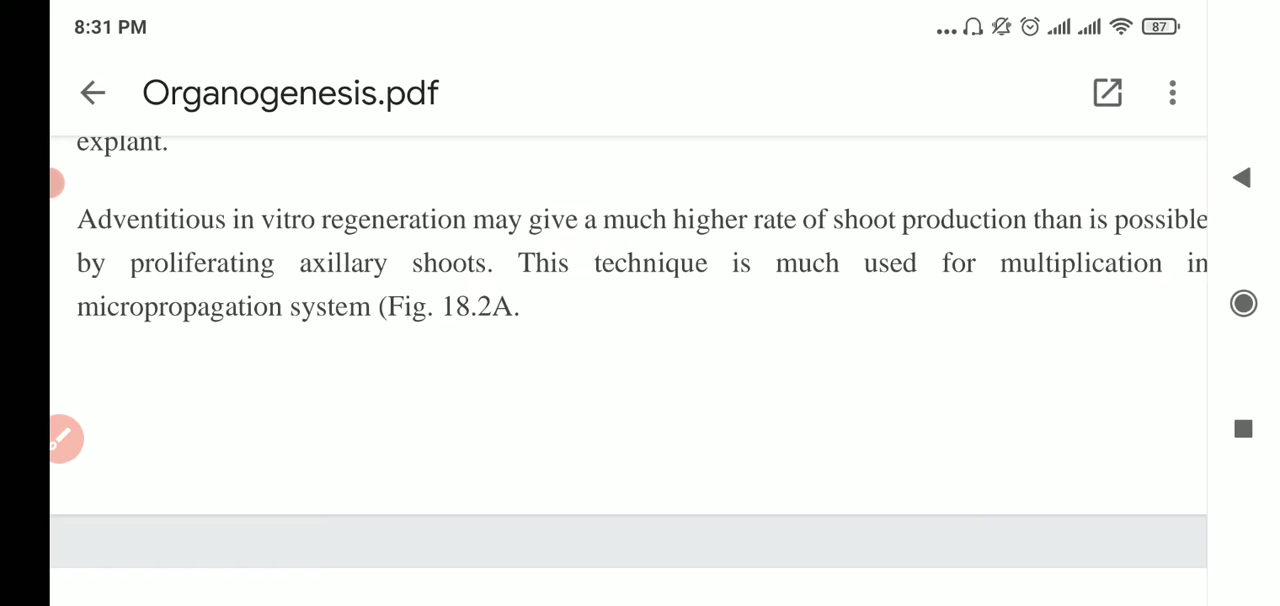 8:31 PM
87
Organogenesis.pdf
explant.
Adventitious in vitro regeneration may give a much higher rate of shoot production than is possible
by proliferating axillary shoots. This technique is much used for multiplication in
micropropagation system (Fig. 18.2A.